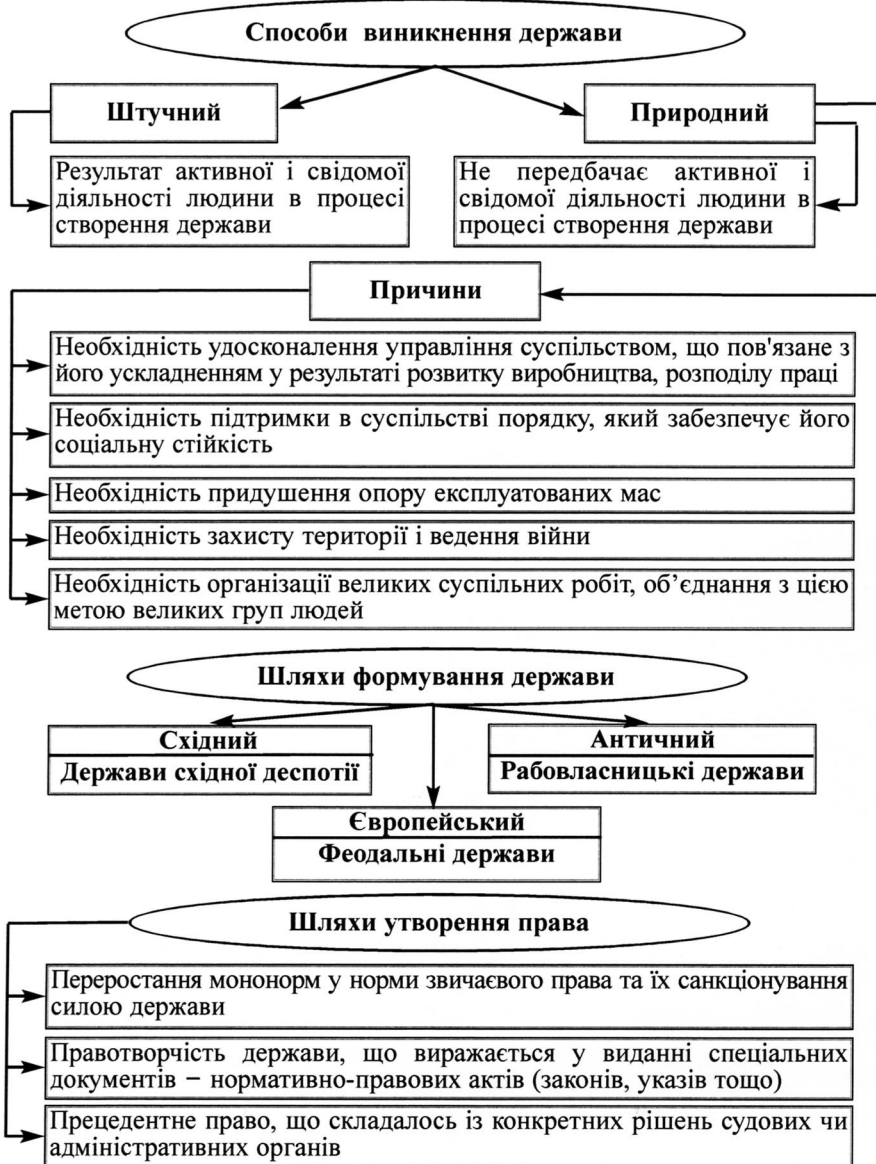 Способи виникнення держави
Штучний
Природний
Результат активної і свідомої
діяльності людини в процесі
створення держави
Не передбачає активної і
свідомої діяльності людини в
процесі створення держави
Причини
Необхідність удосконалення управління суспільством, що пов'язане з
його ускладненням у результаті розвитку виробництва, розподілу праці
Необхідність підтримки в суспільстві порядку, який забезпечує його
соціальну стійкість
Необхідність придушення опору експлуатованих мас
Необхідність захисту території і ведення війни
Необхідність організації великих суспільних робіт, об’єднання з цією
метою великих груп людей
Шляхи формування держави
Східний
Держави східної деспотії
Античний
Рабовласницькі держави
Європейський
Феодальні держави
Шляхи утворення права
Переростання мононорм у норми звичаєвого права та їх санкціонування
силою держави
Правотворчість держави, що виражається у виданні спеціальних
документів – нормативно-правових актів (законів, указів тощо)
Прецедентне право, що складалось із конкретних рішень судових чи
адміністративних органів